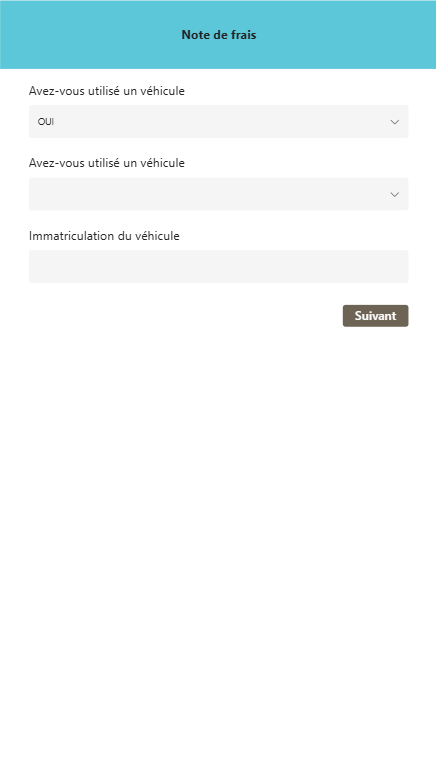 Note de frais
Avez-vous utilisé un véhicule
OUI
Avez-vous utilisé un véhicule
Immatriculation du véhicule
Suivant